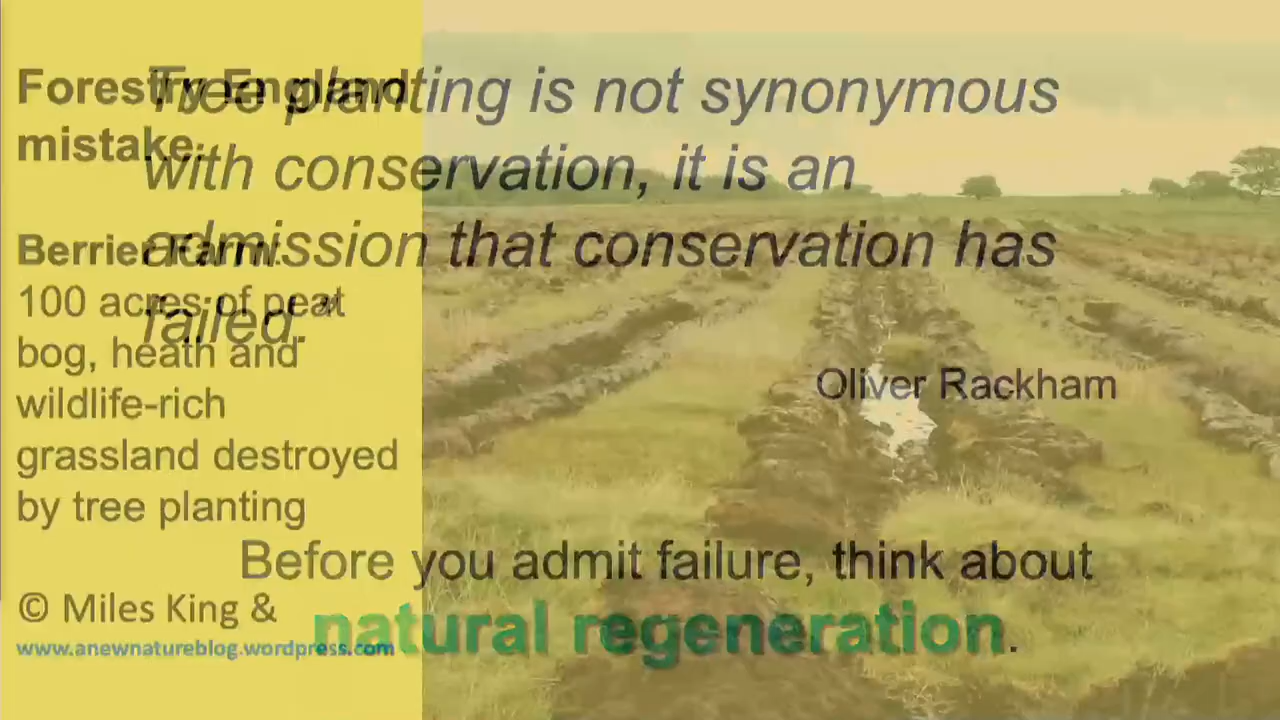 Forestry England
mistake.
Berrier Farm:
100 acres of peat
bog, heath and
wildlife-rich
grassland destroyed
by tree planting
© Miles King &
www.anewnatureblog.wordpress.com
Tree planting is not synonymous
with conservation, it is an
admission that conservation has
failed.”
Oliver Rackham
Before you admit failure, think about
natural regeneration.